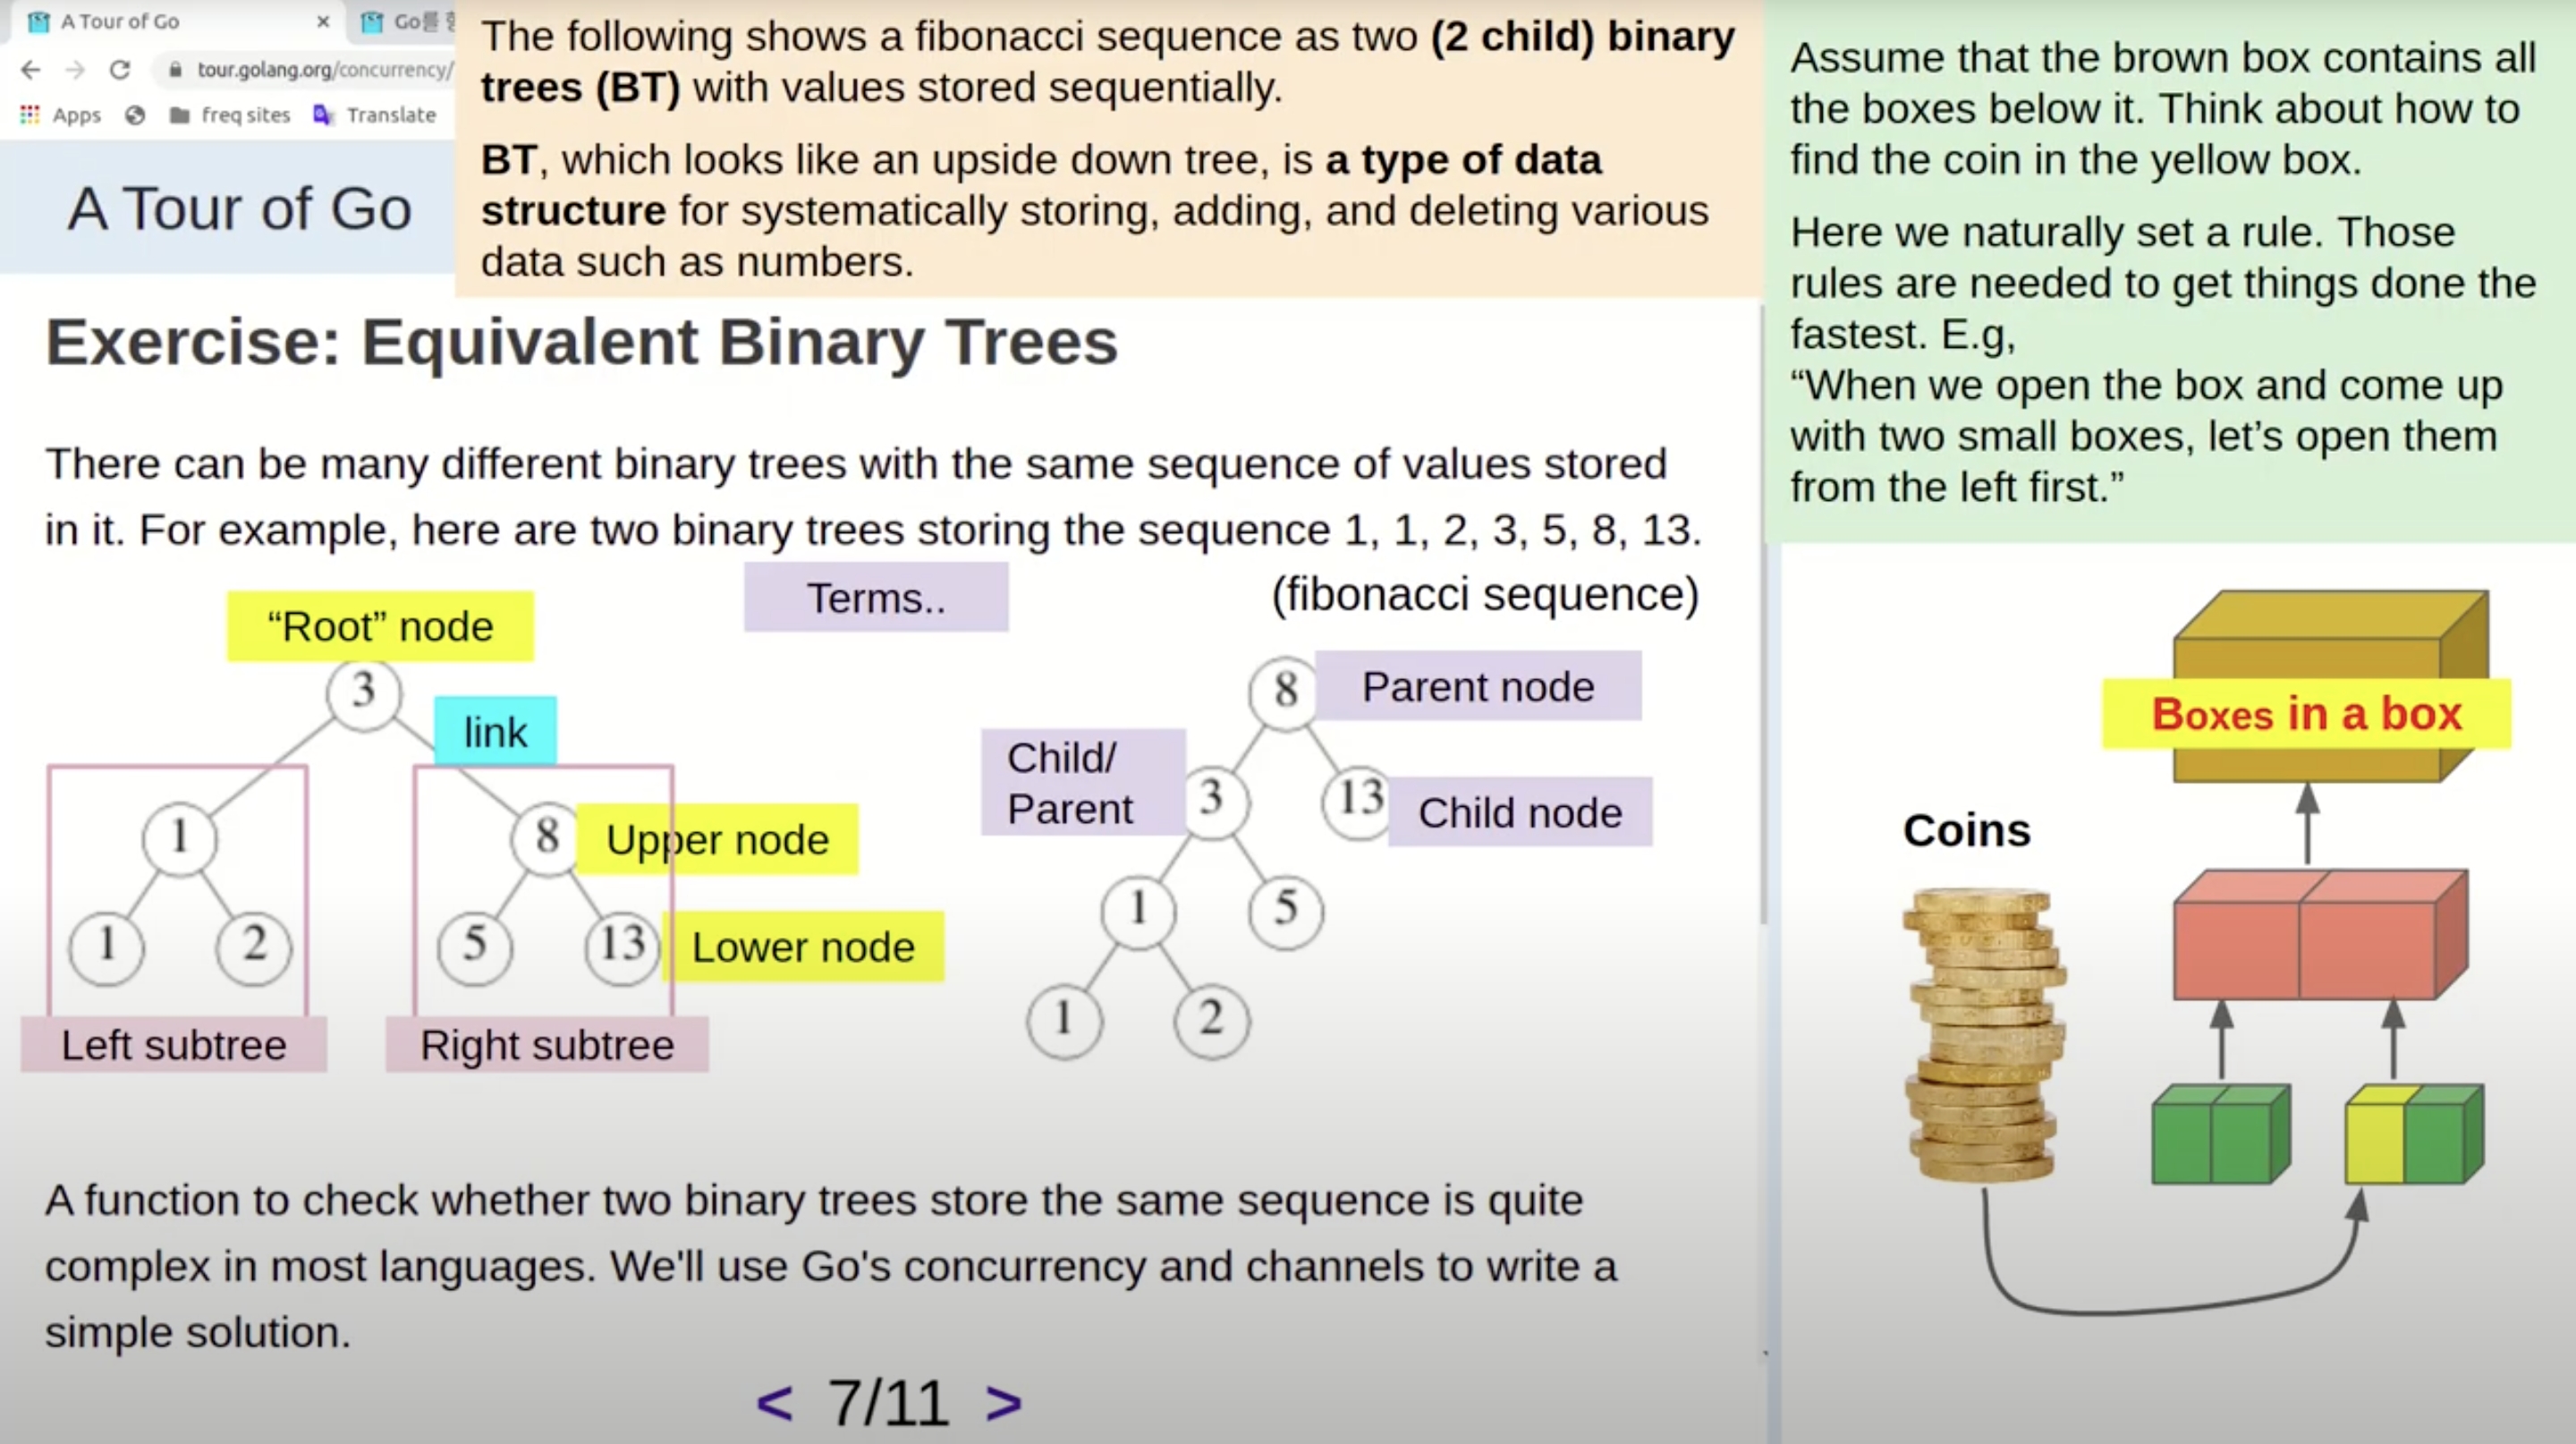 A Tour of Go
Go를
tour.golang.org/concurrency/
Apps
freq sites
Translate
A Tour of Go
The following shows a fibonacci sequence as two (2 child) binary
trees (BT) with values stored sequentially.
BT, which looks like an upside down tree, is a type of data
structure for systematically storing, adding, and deleting various
data such as numbers.
Exercise: Equivalent Binary Trees
There can be many different binary trees with the same sequence of values stored
in it. For example, here are two binary trees storing the sequence 1, 1, 2, 3, 5, 8, 13.
(fibonacci sequence)
Terms..
“Root” node
3
link
1
8
Upper node
1
2
5
13
Lower node
Left subtree
Right subtree
8
Parent node
Child/
Parent
3
13
Child node
1
5
1
2
A function to check whether two binary trees store the same sequence is quite
complex in most languages. We'll use Go's concurrency and channels to write a
simple solution.
< 7/11 >
Assume that the brown box contains all
the boxes below it. Think about how to
find the coin in the yellow box.
Here we naturally set a rule. Those
rules are needed to get things done the
fastest. E.g,
“When we open the box and come up
with two small boxes, let’s open them
from the left first.”
Boxes in a box
Coins